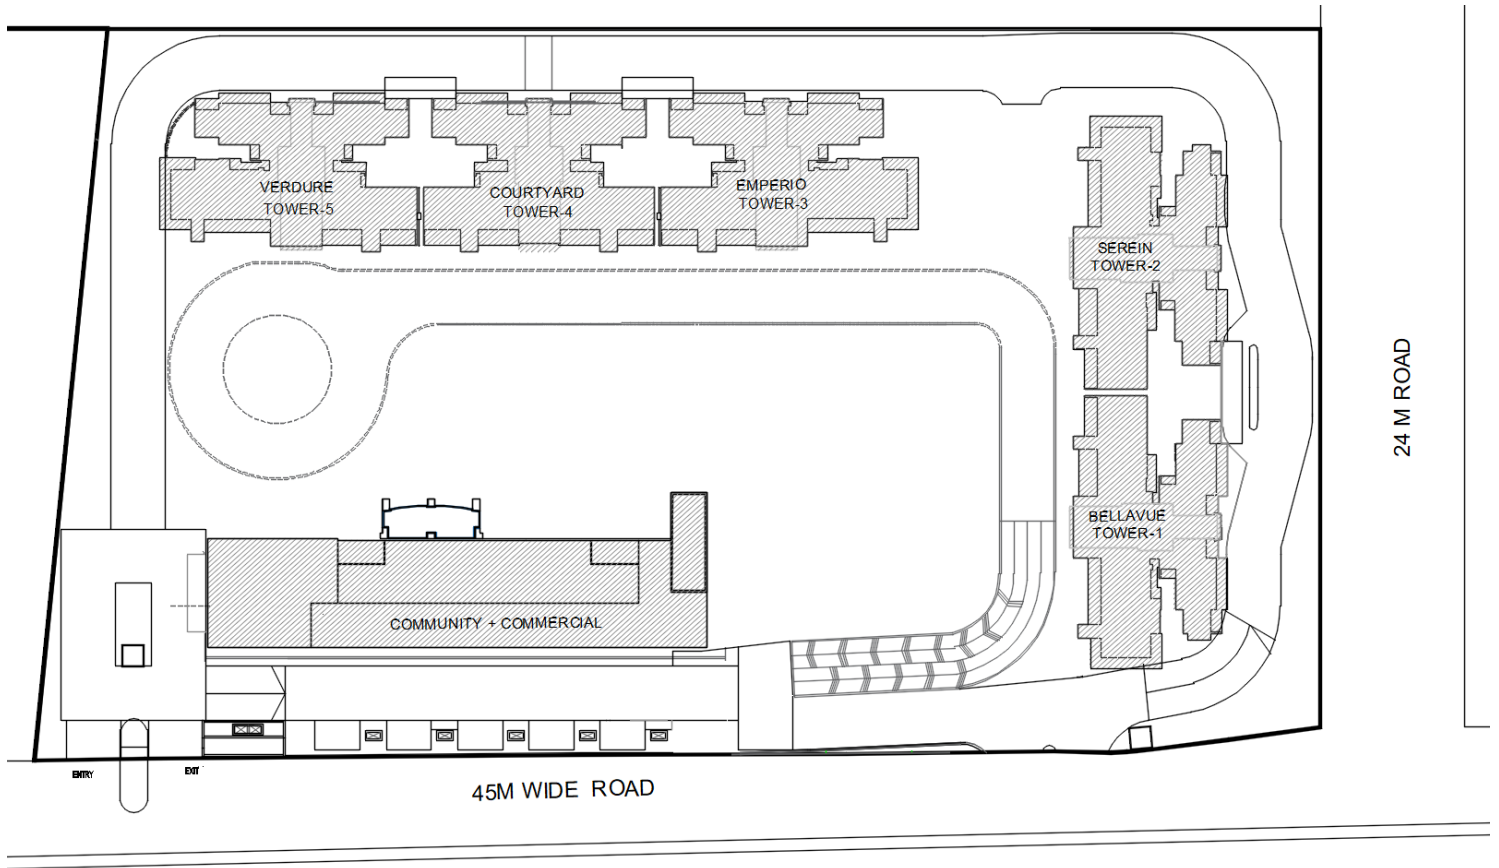 VERDURE
TOWER-5
COURTYARD
TOWER-4
EMPERIO
TOWER-3
SEREIN
TOWER-2
24 M ROAD
BELLAVUE
TOWER-1
COMMUNITY + COMMERCIAL
ENTRY
EXIT
45M WIDE ROAD